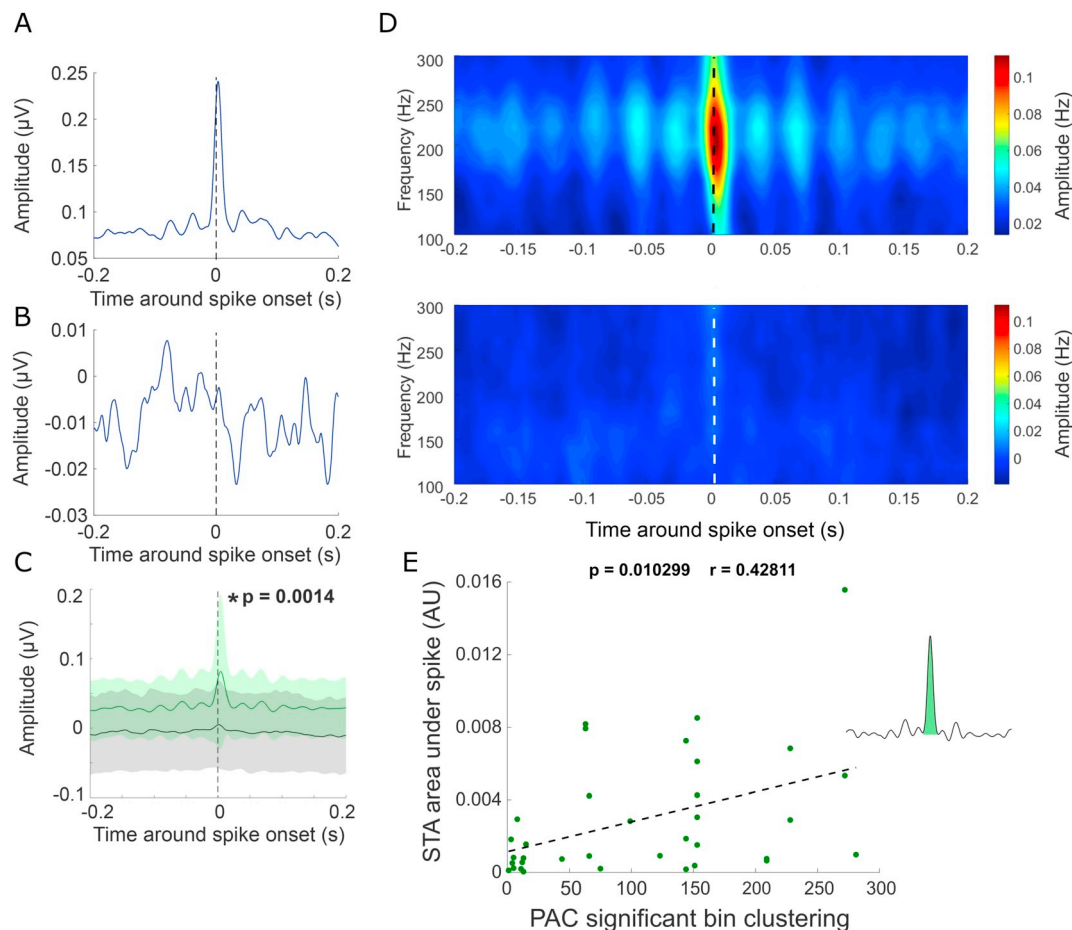 A
0.25
0.2
0.15
0.1
0.05
-0.2 0 0.2
Amplitude (µV)
Time around spike onset (s)
B
0.01
0
-0.01
-0.02
-0.03
-0.2 0 0.2
Amplitude (µV)
Time around spike onset (s)
C
* p = 0.0014
0.2
0.1
0
-0.1
-0.2 0 0.2
Amplitude (µV)
Time around spike onset (s)
D
300
250
200
150
100
Frequency (Hz)
-0.2 -0.15 -0.1 -0.05 0 0.05 0.1 0.15 0.2
0.1
0.08
0.06
0.04
0.02
Amplitude (Hz)
300
250
200
150
100
Frequency (Hz)
-0.2 -0.15 -0.1 -0.05 0 0.05 0.1 0.15 0.2
0.1
0.08
0.06
0.04
0.02
0
Amplitude (Hz)
Time around spike onset (s)
E
p = 0.010299 r = 0.42811
0.016
0.012
0.008
0.004
0
STA area under spike (AU)
0 50 100 150 200 250 300
PAC significant bin clustering